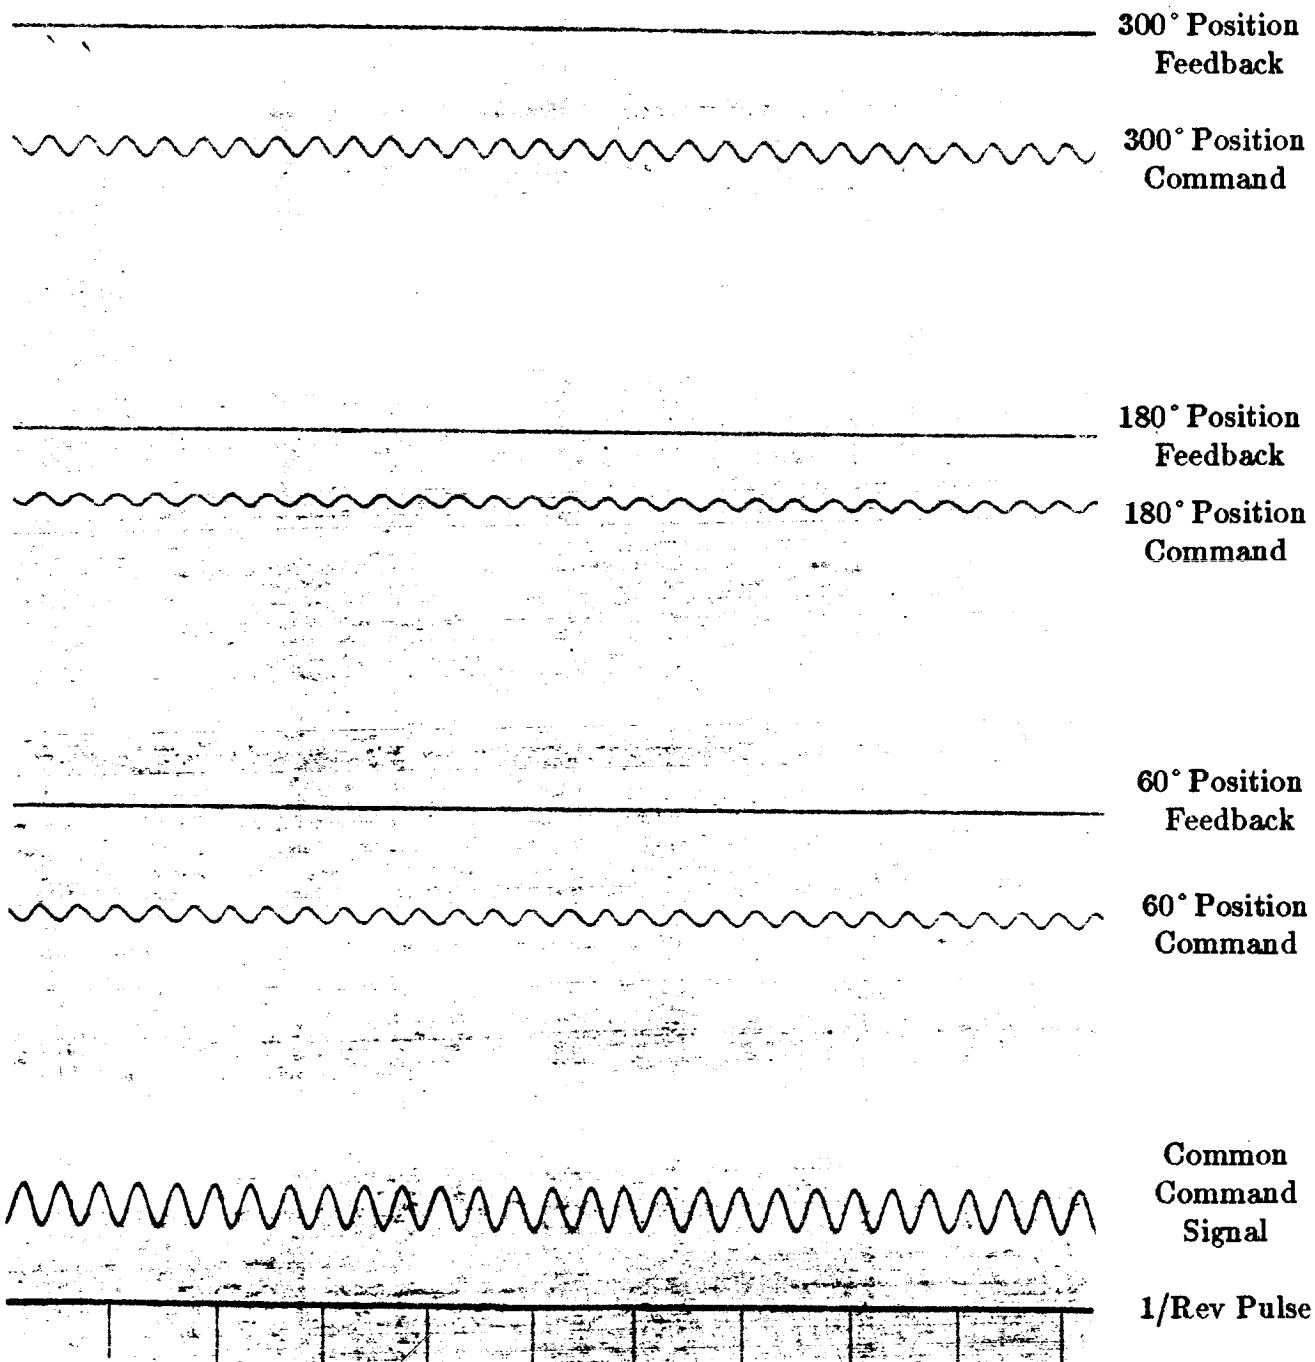 300° Position
Feedback
300° Position
Command
180° Position
Feedback
180° Position
Command
60° Position
Feedback
60° Position
Command
Common
Command
Signal
1/Rev Pulse